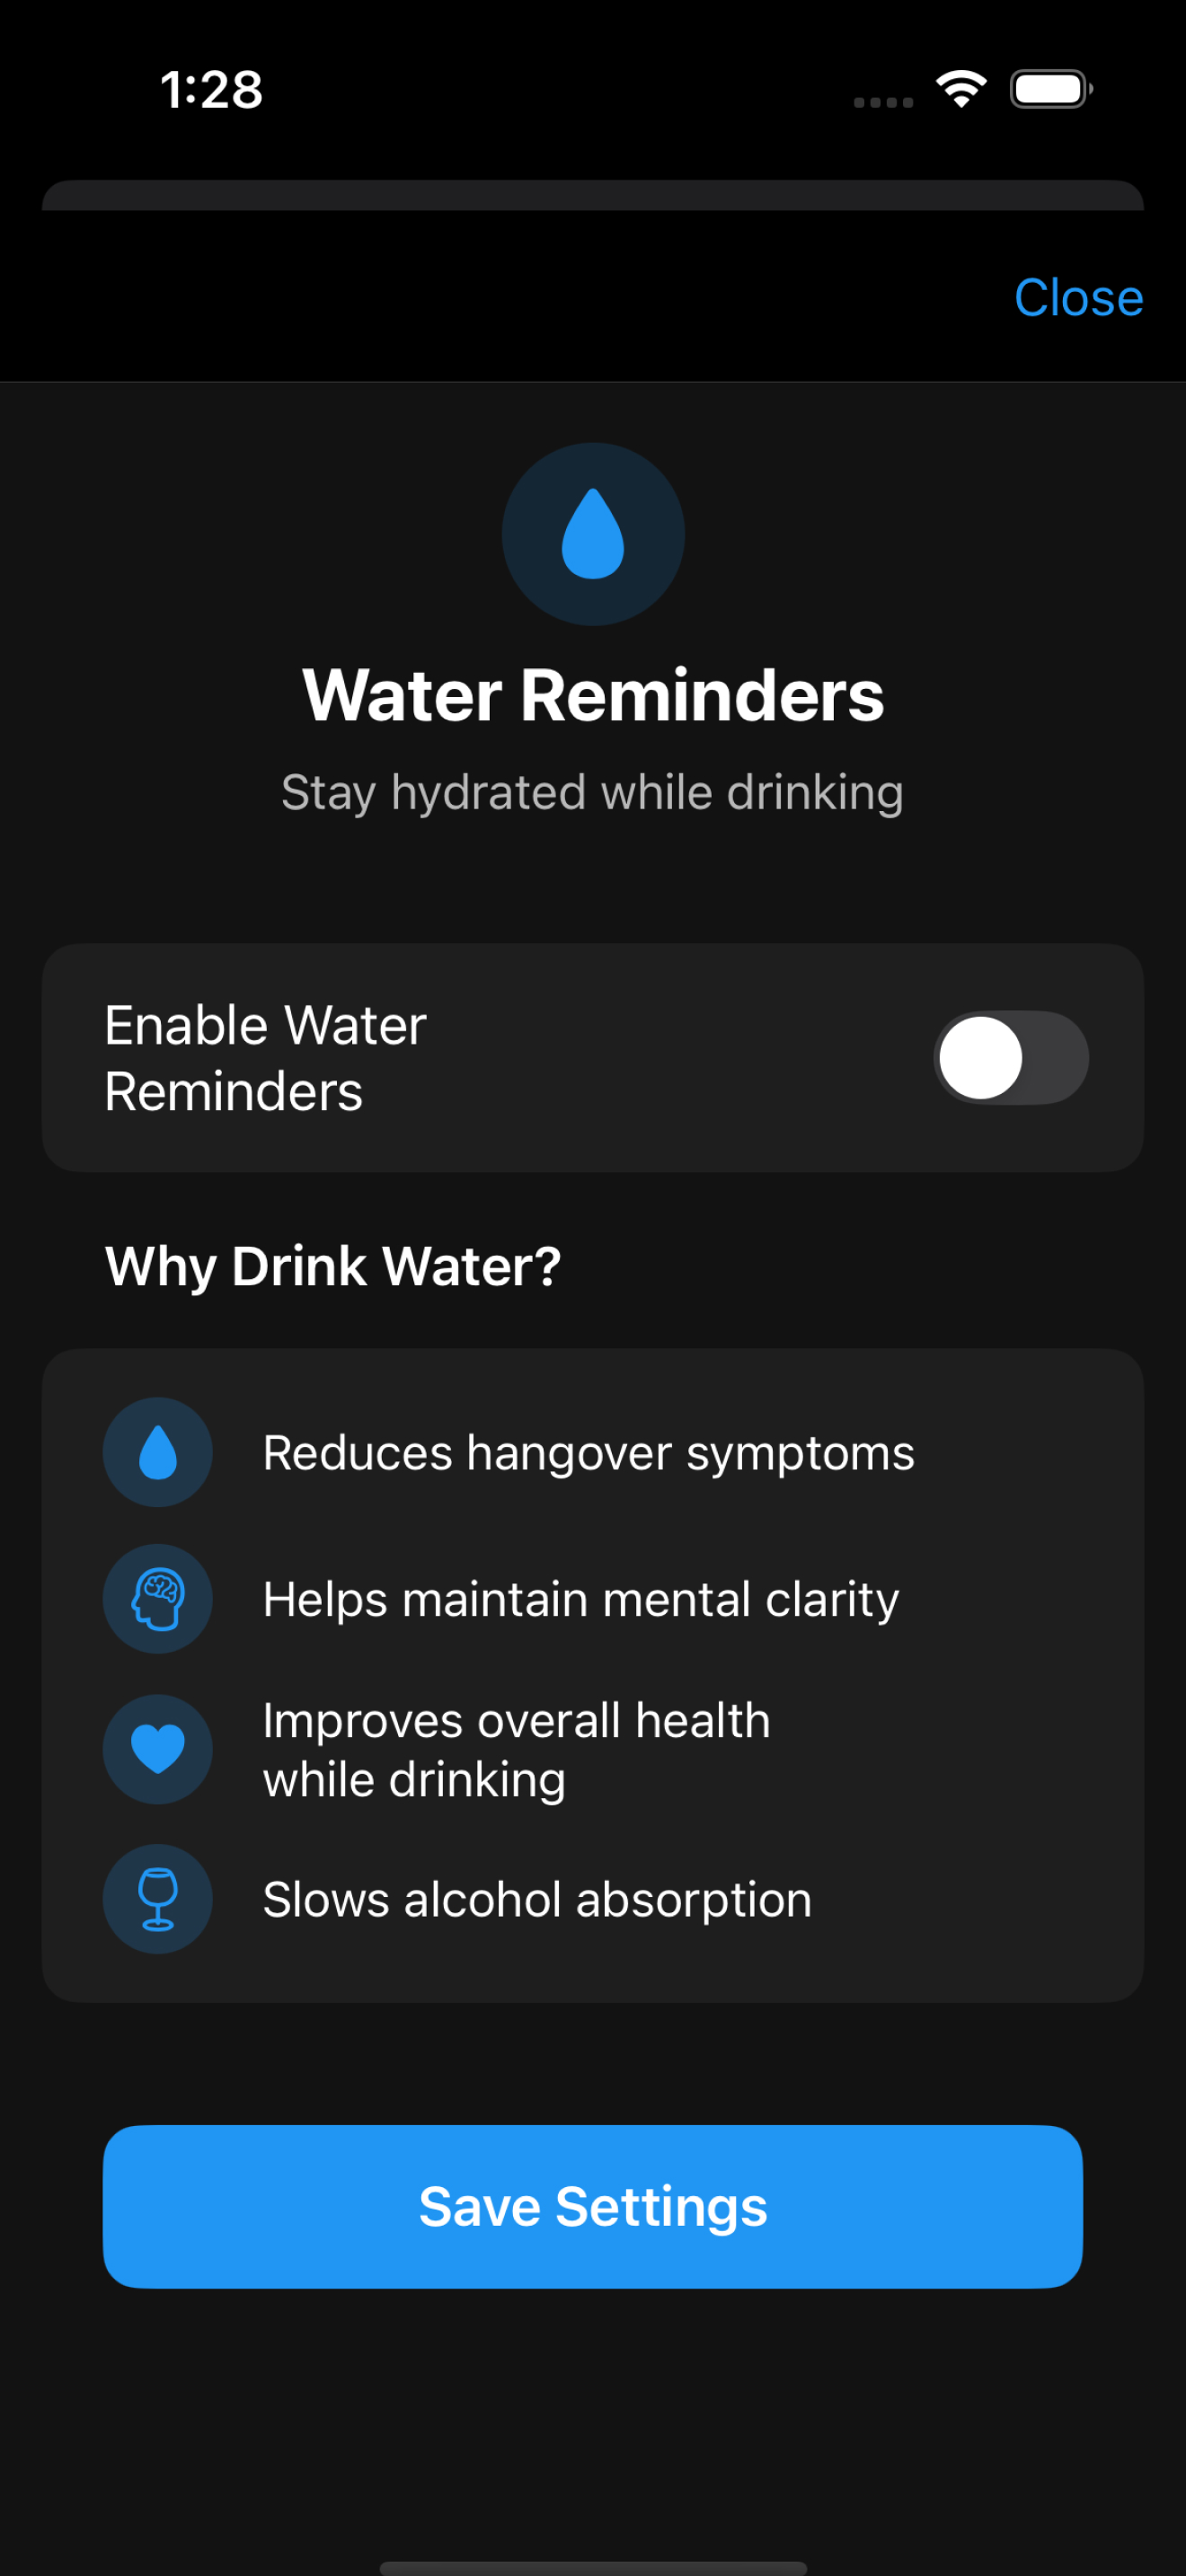 1:28
Close
Water Reminders
Stay hydrated while drinking
Enable Water
Reminders
Why Drink Water?
Reduces hangover symptoms
Helps maintain mental clarity
Improves overall health
while drinking
Slows alcohol absorption
Save Settings